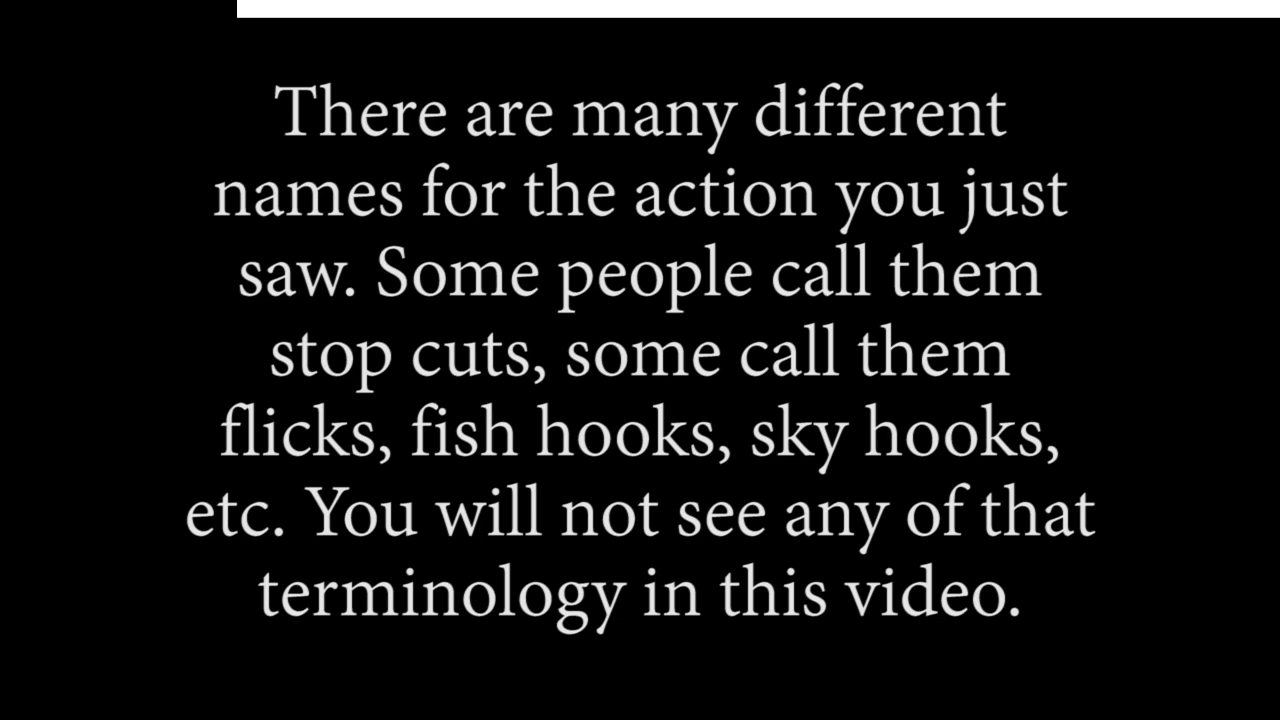 There are many different
names for the action you just
saw. Some people call them
stop cuts, some call them
flicks, fish hooks, sky hooks,
etc. You will not see any of that
terminology in this video.